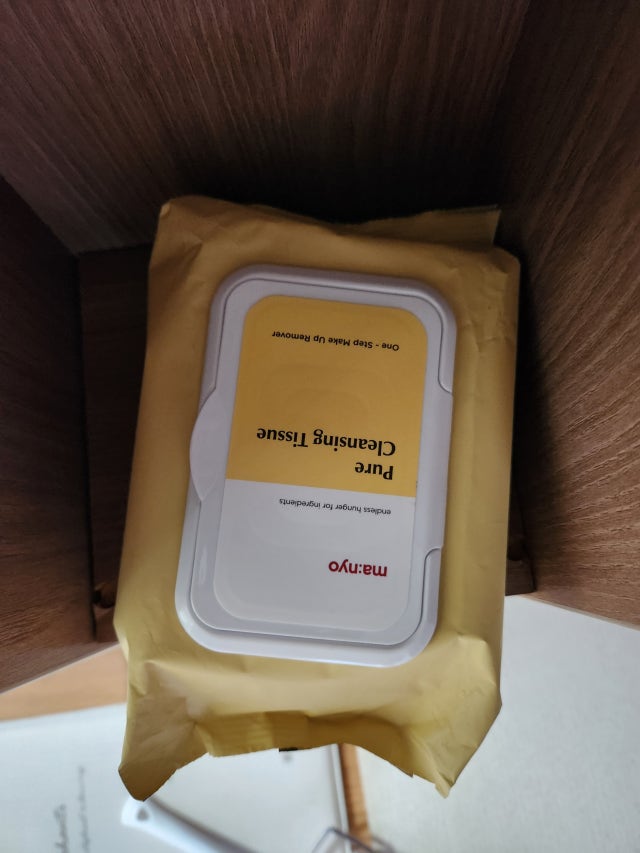 ma:nyo
endless hunger for ingredients
Pure
Cleansing Tissue
One - Step Make Up Remover